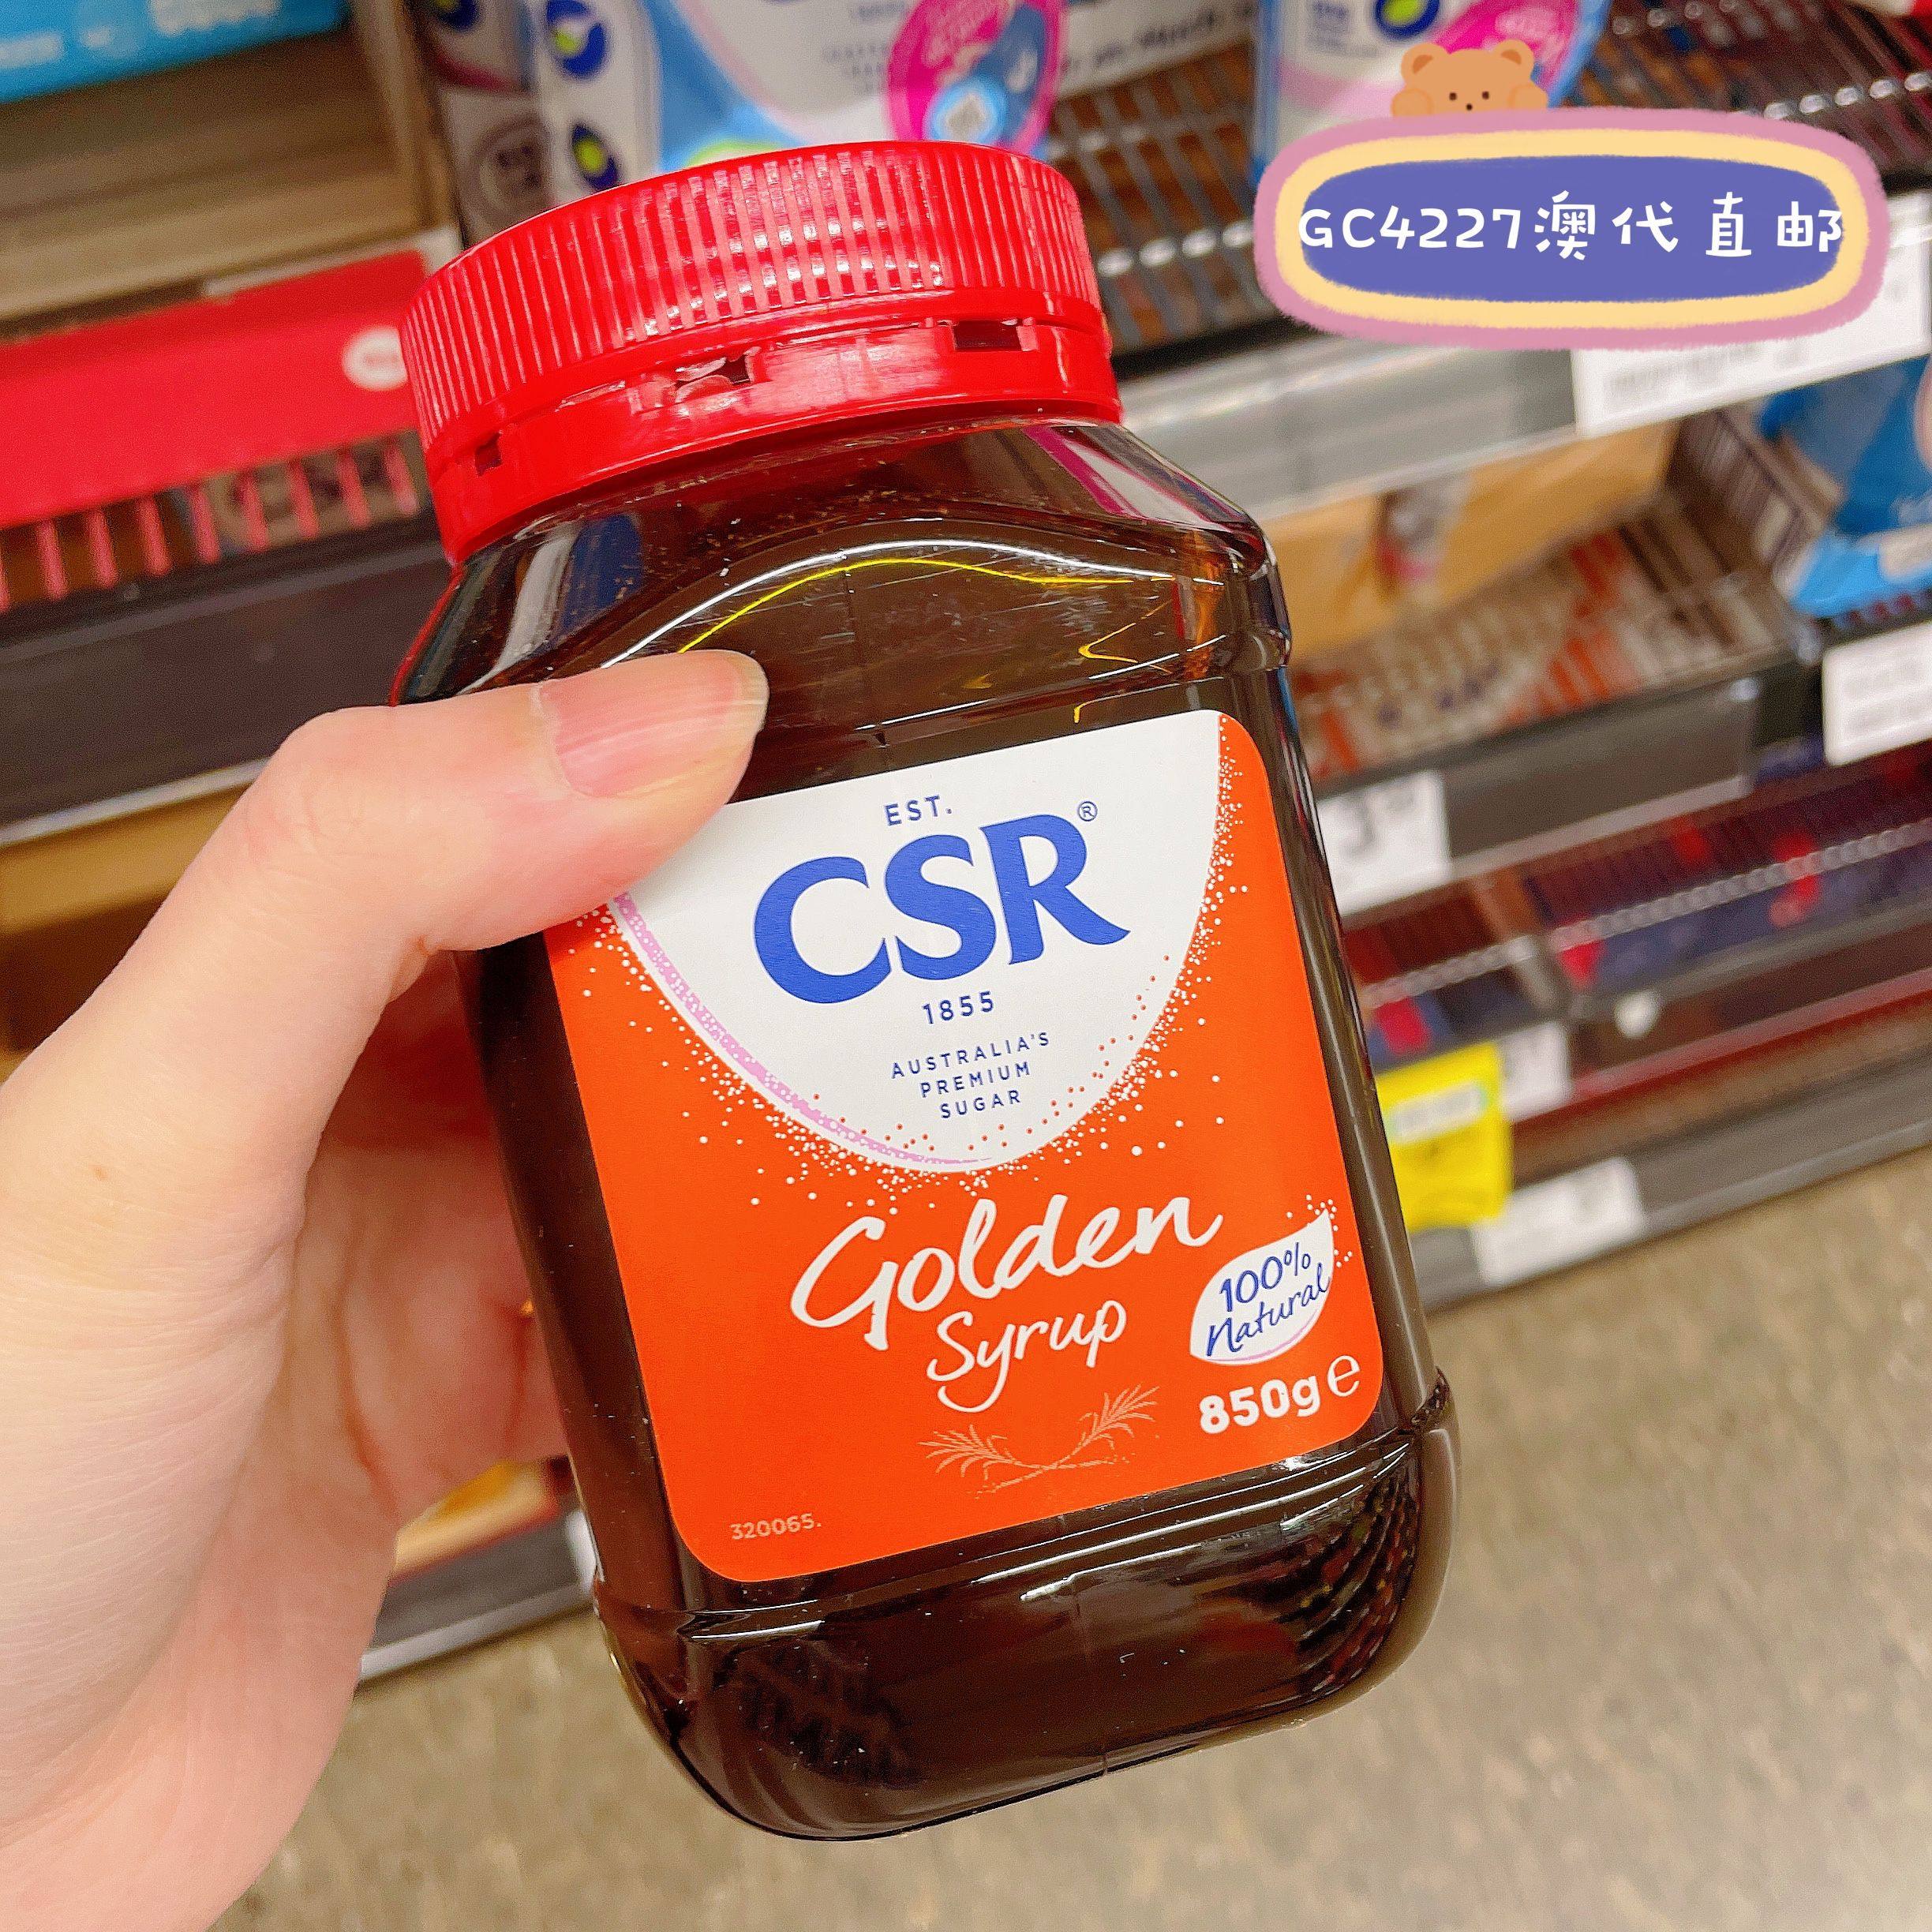 GC4227澳代直邮
EST.
CSR®
1855
AUSTRALIA'S
PREMIUM
SUGAR
Golden
Syrup
100%
Natural
850g e
320065.